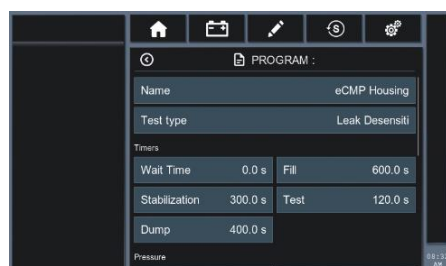 S
PROGRAM :
Name eCMP Housing
Test type Leak Desensiti
Timers
Wait Time 0.0 s Fill 600.0 s
Stabilization 300.0 s Test 120.0 s
Dump 400.0 s
Pressure
AM